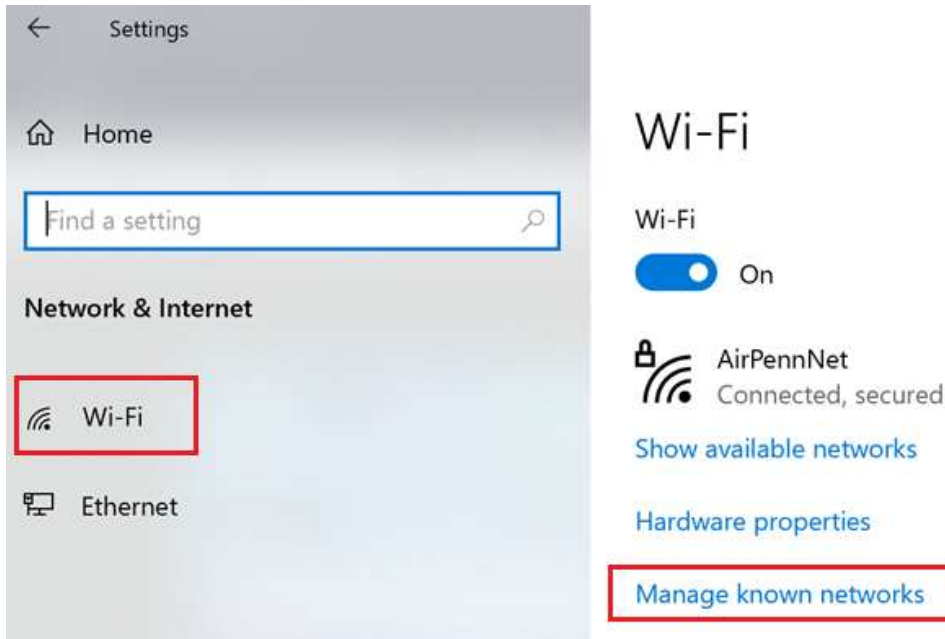 Settings
Home
Find a setting
Network & Internet
Wi-Fi
Ethernet
Wi-Fi
Wi-Fi
On
AirPennNet
Connected, secured
Show available networks
Hardware properties
Manage known networks